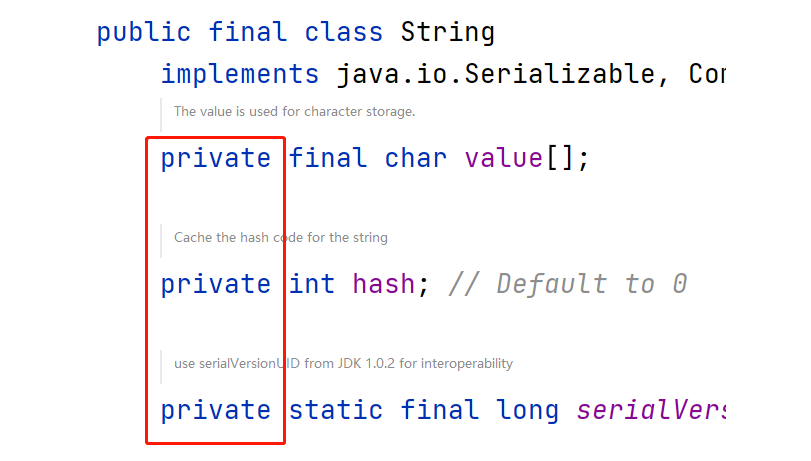 public final class String
implements java.io.Serializable, Con
The value is used for character storage.
private final char value[];
Cache the hash code for the string
private int hash; // Default to 0
use serialVersionUID from JDK 1.0.2 for interoperability
private static final long serialVers